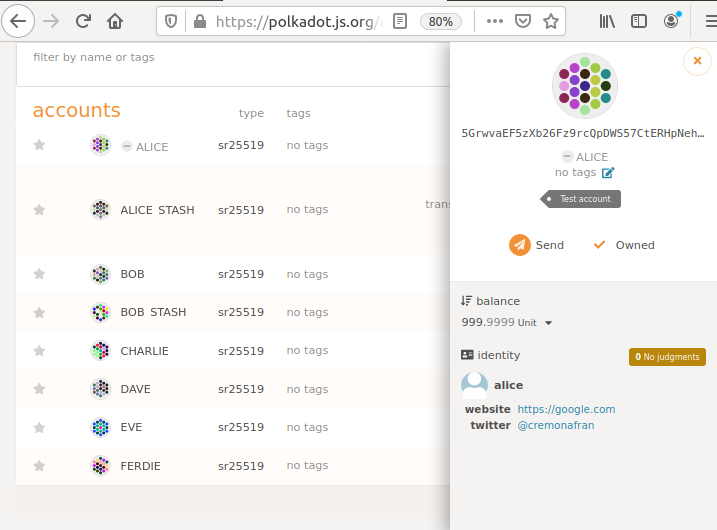 https://polkadot.js.org/ 80%
filter by name or tags
accounts type tags
ALICE sr25519 no tags
ALICE STASH sr25519 no tags
BOB sr25519 no tags
BOB STASH sr25519 no tags
CHARLIE sr25519 no tags
DAVE sr25519 no tags
EVE sr25519 no tags
FERDIE sr25519 no tags
5GrwvaEF5zXb26Fz9rcQpDWS57CtERHpNeh…
ALICE
no tags
Test account
Send Owned
balance
999.9999 Unit
identity 0 No judgments
alice
website https://google.com
twitter @cremonafran